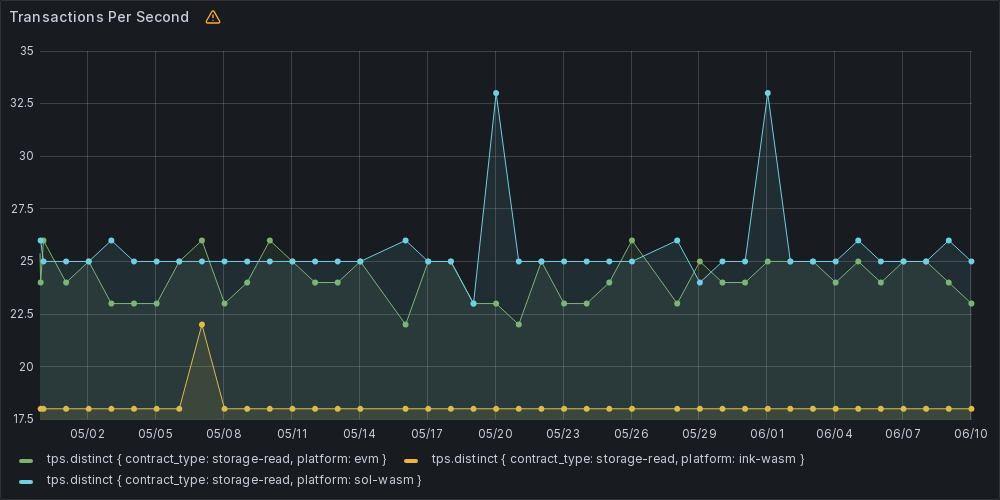 Transactions Per Second
35
32.5
30
27.5
25
22.5
20
17.5
05/02 05/05 05/08 05/11 05/14 05/17 05/20 05/23 05/26 05/29 06/01 06/04 06/07 06/10
tps.distinct { contract_type: storage-read, platform: evm } tps.distinct { contract_type: storage-read, platform: ink-wasm }
tps.distinct { contract_type: storage-read, platform: sol-wasm }